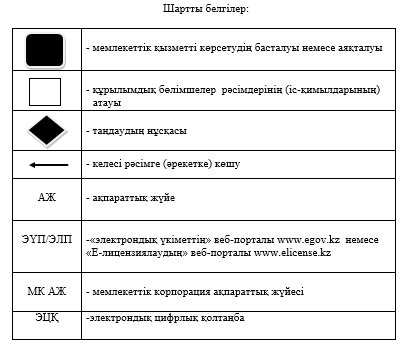 Шартты белгілер:
- мемлекеттік қызметті көрсетудің басталуы немесе аяқталуы
- құрылымдық бөлімшелер рәсімдерінің (іс-қимылдарының)
атауы
- таңдаудың нұсқасы
- келесі рәсімге (әрекетке) көшу
АЖ
- ақпараттық жүйе
ЭҮП/ЭЛП
-«электрондық үкіметтің» веб-порталы www.egov.kz немесе
«Е-лицензиялаудың» веб-порталы www.elicense.kz
МК АЖ
- мемлекеттік корпорация ақпараттық жүйесі
ЭЦҚ
-электрондық цифрлық қолтаңба